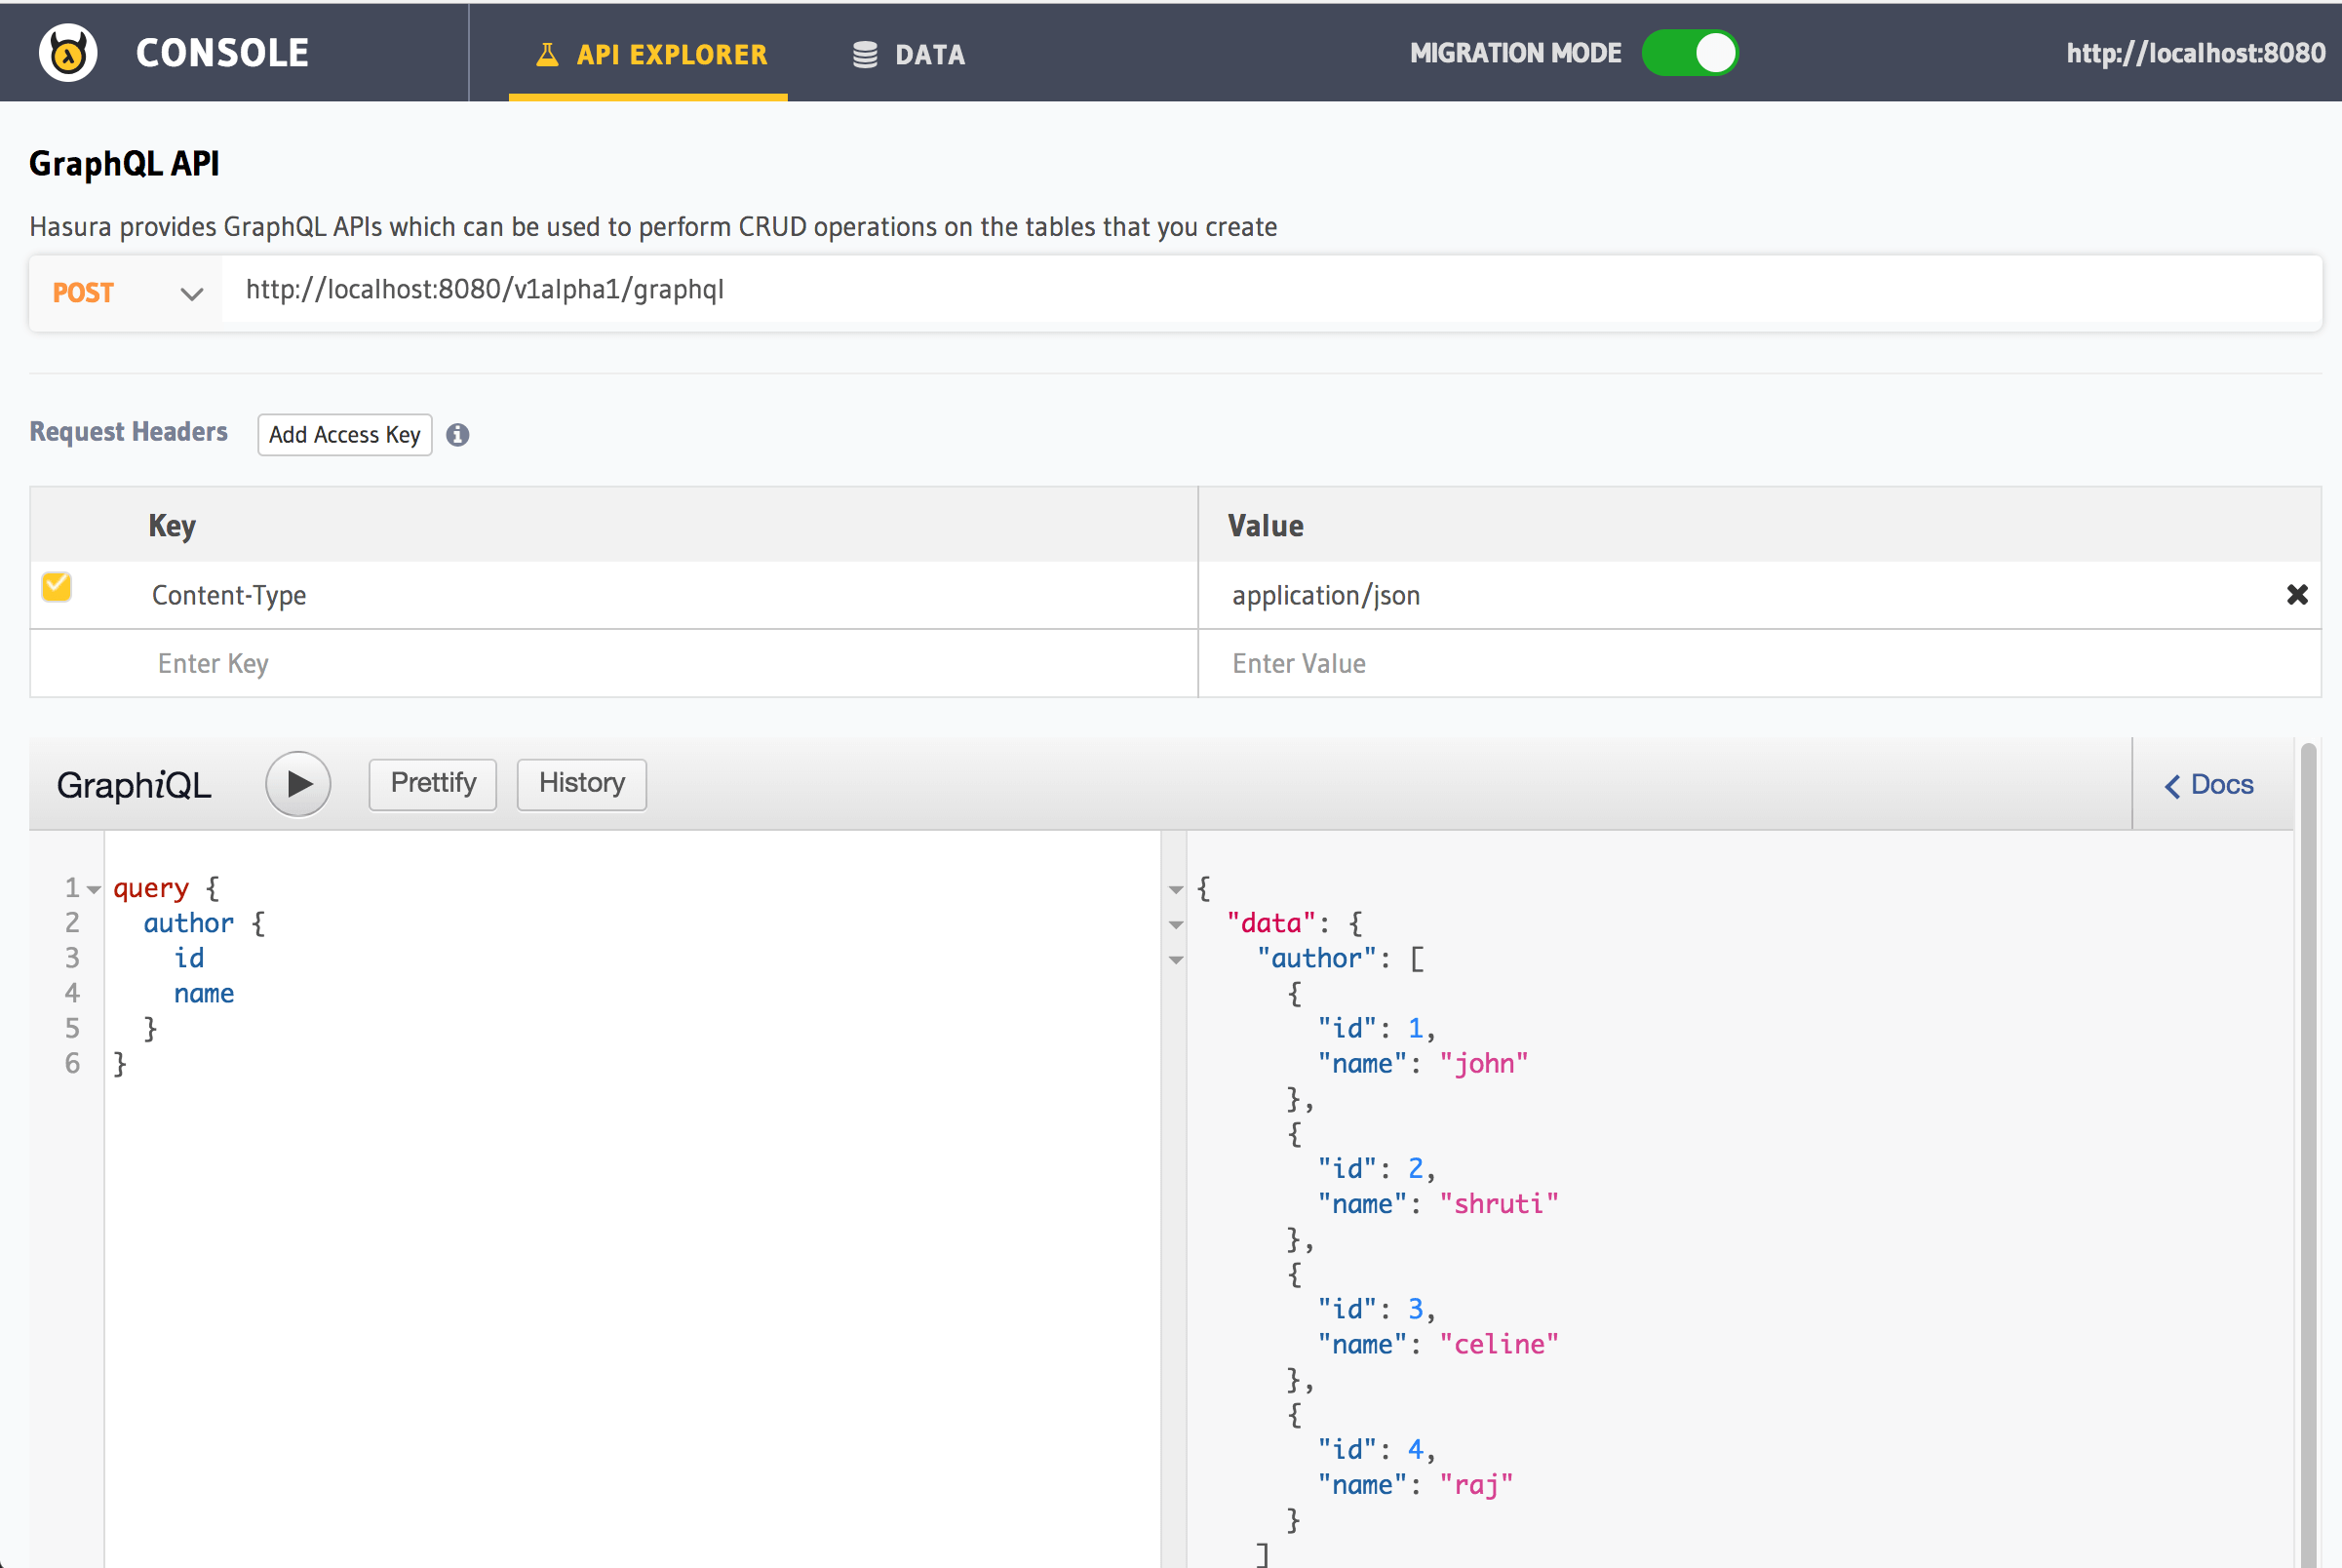 CONSOLE API EXPLORER DATA MIGRATION MODE http://localhost:8080
GraphQL API
Hasura provides GraphQL APIs which can be used to perform CRUD operations on the tables that you create
POST http://localhost:8080/v1alpha1/graphql
Request Headers Add Access Key
Key Value
Content-Type application/json
Enter Key Enter Value
GraphiQL Prettify History Docs
1 query {
2 author {
3 id
4 name
5 }
6 }
{
"data": {
"author": [
{
"id": 1,
"name": "john"
},
{
"id": 2,
"name": "shruti"
},
{
"id": 3,
"name": "celine"
},
{
"id": 4,
"name": "raj"
}
]